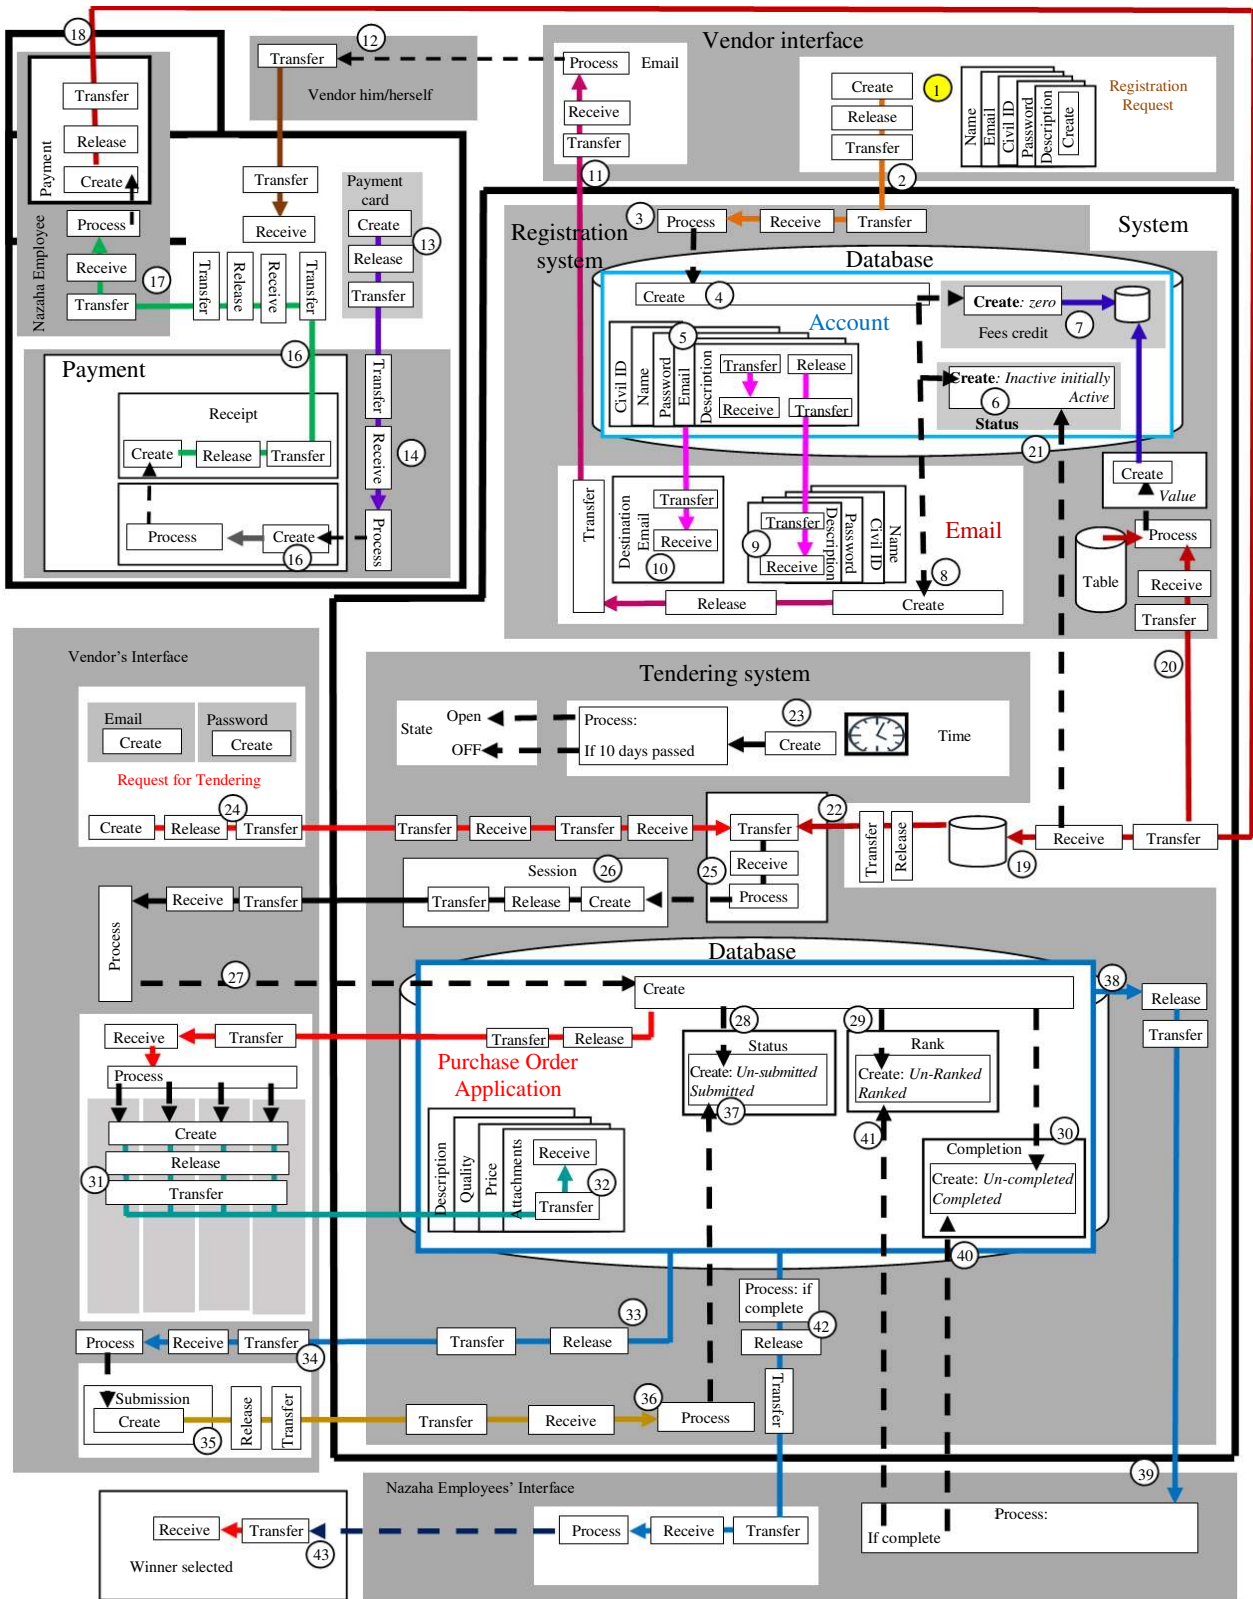 18
Transfer
Release
Create
Payment
Process
Receive
Transfer
17
Nazaha Employee
12
Transfer
Vendor him/herself
Transfer
Receive
Transfer
Release
Receive
Transfer
Payment
card
Create
Release
Transfer
13
16
Payment
Receipt
Create
Release
Transfer
Process
Create
16
Transfer
Receive
Process
14
Vendor interface
Process
Email
Receive
Transfer
11
Create
Release
Transfer
1
2
Name
Email
Civil ID
Password
Description
Create
Registration
Request
System
Registration
system
3
Process
Receive
Transfer
Database
Create
4
Account
Create: zero
Fees credit
7
Create: Inactive initially
Active
6
Status
21
5
Civil ID
Name
Password
Email
Description
Transfer
Receive
Release
Transfer
Transfer
Destination
Email
Transfer
Receive
10
Transfer
Receive
9
Description
Password
Civil ID
Name
Email
8
Create
Release
Create
Value
Table
Process
Receive
Transfer
20
Vendor's Interface
Email
Create
Password
Create
Request for Tendering
24
Create
Release
Transfer
Tendering system
State
Open
OFF
Process:
If 10 days passed
23
Create
Time
Transfer
Receive
Transfer
Receive
Transfer
Receive
Process
22
25
Transfer
Release
19
Receive
Transfer
Session
26
Transfer
Release
Create
Process
Receive
Transfer
27
Database
Create
38
Release
Transfer
Receive
Transfer
Transfer
Release
Process
Create
Release
Transfer
31
Purchase Order
Application
28
Status
Create: Un-submitted
Submitted
37
29
Rank
Create: Un-Ranked
Ranked
41
30
Completion
Create: Un-completed
Completed
40
Description
Quality
Price
Attachments
Receive
Transfer
32
33
Process
Receive
Transfer
34
Transfer
Release
Process: if
complete
42
Release
Transfer
Submission
Create
35
Release
Transfer
Transfer
Receive
36
Process
39
Nazaha Employees' Interface
Process:
If complete
Process
Receive
Transfer
Receive
Transfer
43
Winner selected